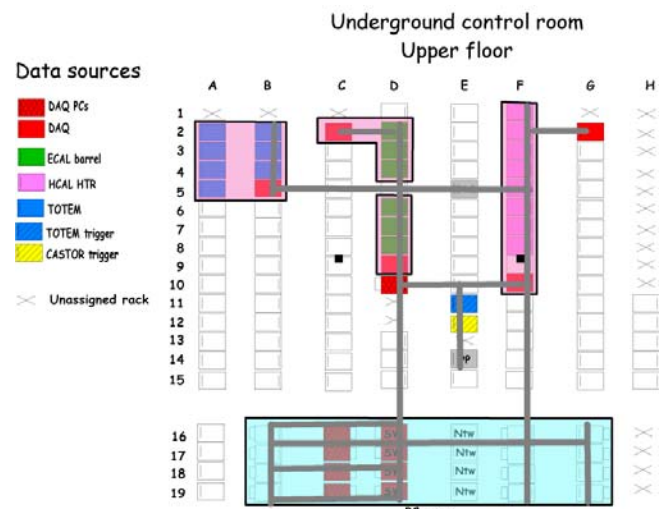 Underground control room
Upper floor
Data sources
A B C D E F G H
DAQ PCs
DAQ
ECAL barrel
HCAL HTR
TOTEM
TOTEM trigger
CASTOR trigger
Unassigned rack
1
2
3
4
5
6
7
8
9
10
11
12
13
14
15
16 Ntw
17 Ntw
18 Ntw
19 Ntw